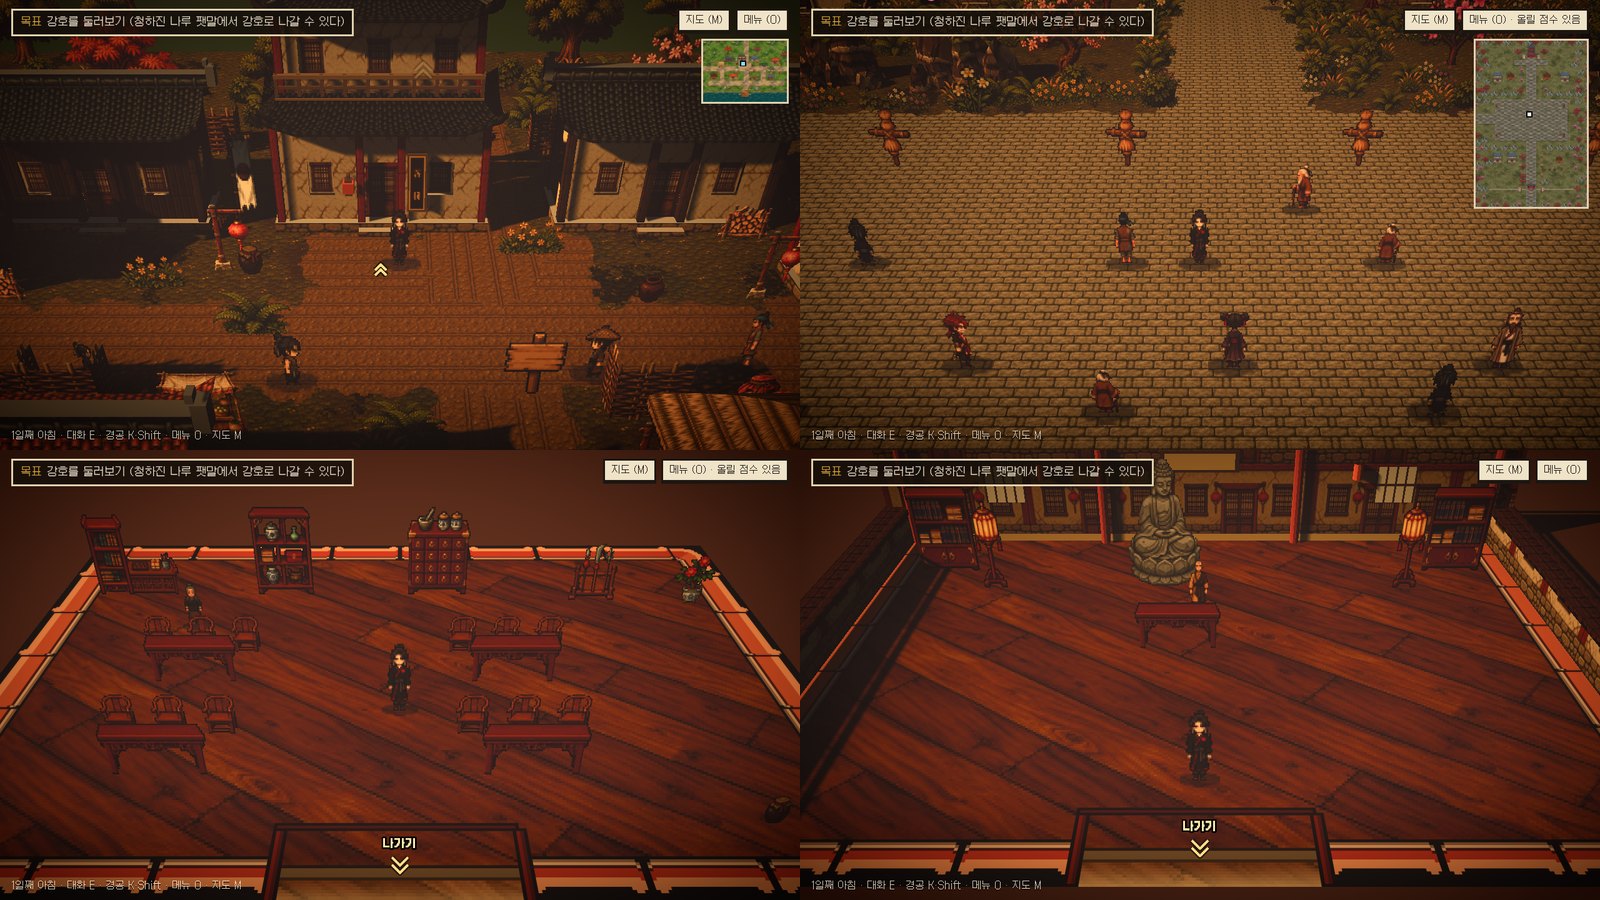 목표 강호를 둘러보기 (청하진 나루 팻말에서 강호로 나갈 수 있다)
지도 (M)
메뉴 (O)
1일째 아침 · 대화 E · 경공 K·Shift · 메뉴 O · 지도 M
목표 강호를 둘러보기 (청하진 나루 팻말에서 강호로 나갈 수 있다)
지도 (M)
메뉴 (O) · 올릴 점수 있음
1일째 아침 · 대화 E · 경공 K·Shift · 메뉴 O · 지도 M
목표 강호를 둘러보기 (청하진 나루 팻말에서 강호로 나갈 수 있다)
지도 (M)
메뉴 (O) · 올릴 점수 있음
나가기
1일째 아침 · 대화 E · 경공 K·Shift · 메뉴 O · 지도 M
목표 강호를 둘러보기 (청하진 나루 팻말에서 강호로 나갈 수 있다)
지도 (M)
메뉴 (O)
나가기
1일째 아침 · 대화 E · 경공 K·Shift · 메뉴 O · 지도 M